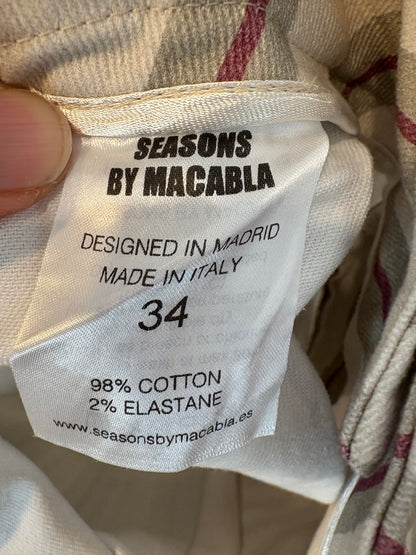 SEASONS
BY MACABLA
DESIGNED IN MADRID
MADE IN ITALY
34
98% COTTON
2% ELASTANE
www.seasonsbymacabla.es